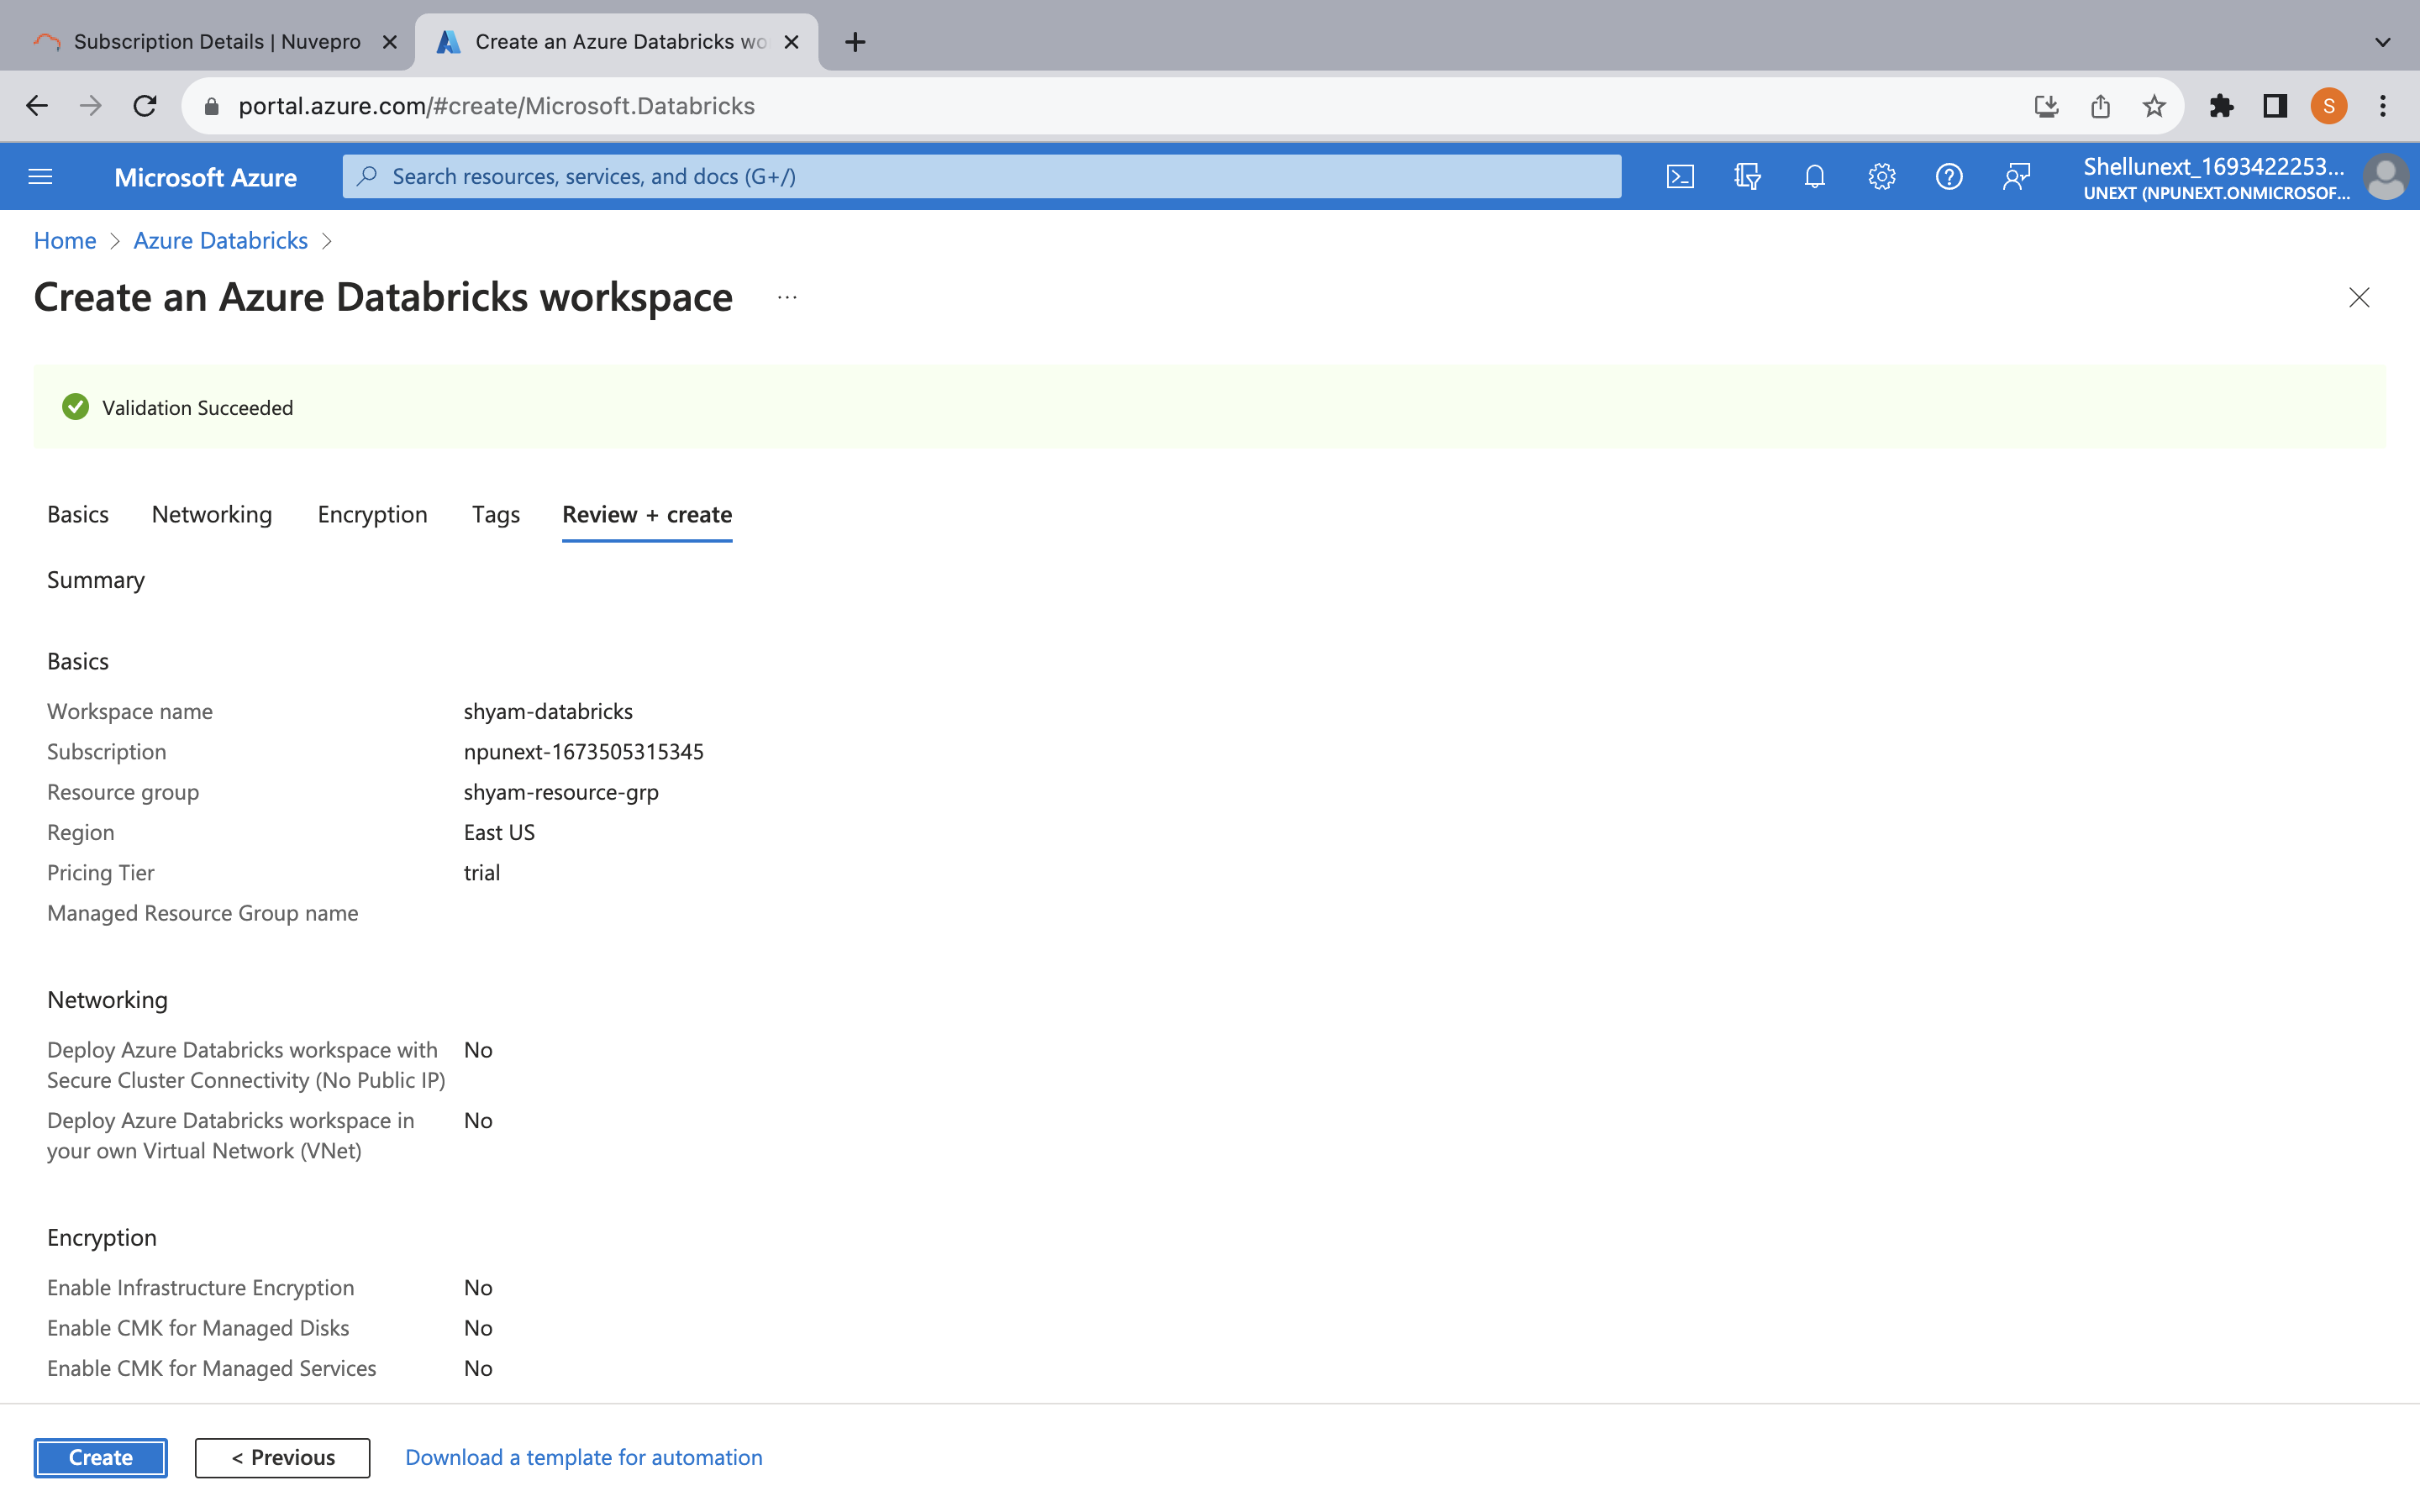 Subscription Details | Nuvepro
Create an Azure Databricks wo
portal.azure.com/#create/Microsoft.Databricks
S
Microsoft Azure
Search resources, services, and docs (G+/)
Shellunext_1693422253...
UNEXT (NPUNEXT.ONMICROSOF...
Home > Azure Databricks >
Create an Azure Databricks workspace ...
Validation Succeeded
Basics Networking Encryption Tags Review + create
Summary
Basics
Workspace name shyam-databricks
Subscription npunext-1673505315345
Resource group shyam-resource-grp
Region East US
Pricing Tier trial
Managed Resource Group name
Networking
Deploy Azure Databricks workspace with No
Secure Cluster Connectivity (No Public IP)
Deploy Azure Databricks workspace in No
your own Virtual Network (VNet)
Encryption
Enable Infrastructure Encryption No
Enable CMK for Managed Disks No
Enable CMK for Managed Services No
Create < Previous Download a template for automation